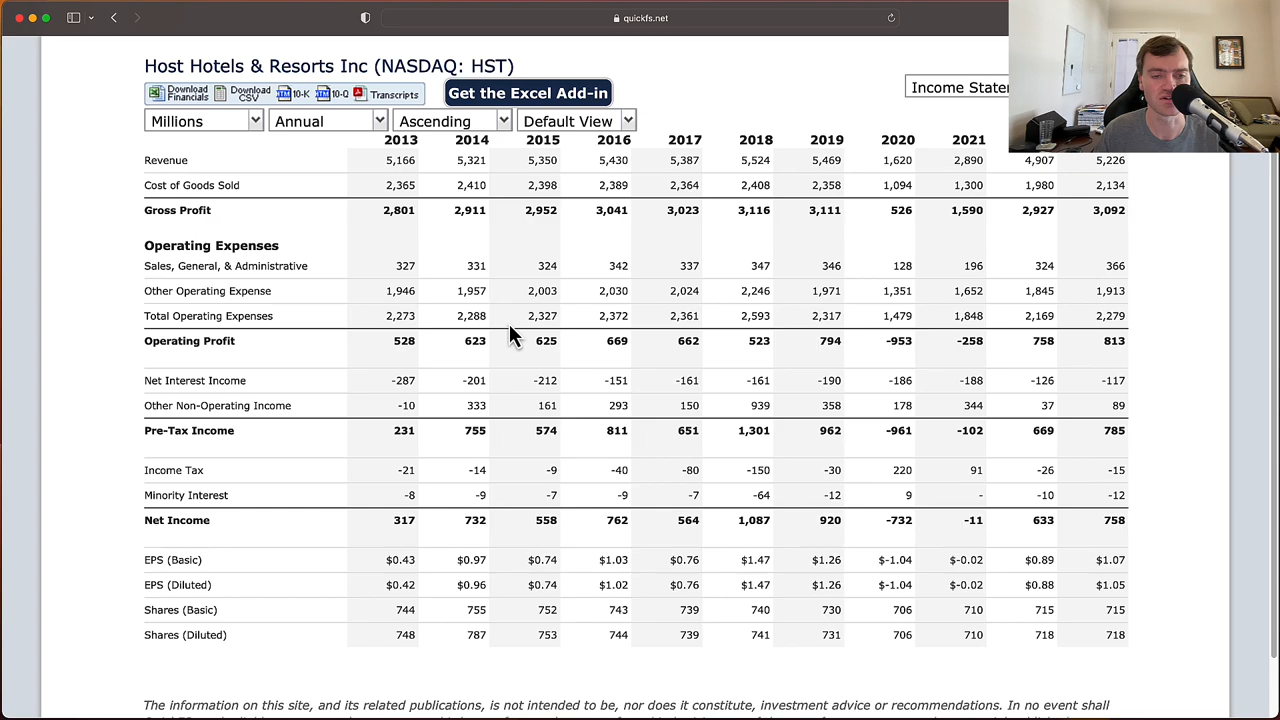 quickfs.net
Host Hotels & Resorts Inc (NASDAQ: HST)
Download Financials Download CSV 10-K 10-Q Transcripts Get the Excel Add-in Income Statem
Millions Annual Ascending Default View
2013 2014 2015 2016 2017 2018 2019 2020 2021
Revenue 5,166 5,321 5,350 5,430 5,387 5,524 5,469 1,620 2,890 4,907 5,226
Cost of Goods Sold 2,365 2,410 2,398 2,389 2,364 2,408 2,358 1,094 1,300 1,980 2,134
Gross Profit 2,801 2,911 2,952 3,041 3,023 3,116 3,111 526 1,590 2,927 3,092
Operating Expenses
Sales, General, & Administrative 327 331 324 342 337 347 346 128 196 324 366
Other Operating Expense 1,946 1,957 2,003 2,030 2,024 2,246 1,971 1,351 1,652 1,845 1,913
Total Operating Expenses 2,273 2,288 2,327 2,372 2,361 2,593 2,317 1,479 1,848 2,169 2,279
Operating Profit 528 623 625 669 662 523 794 -953 -258 758 813
Net Interest Income -287 -201 -212 -151 -161 -161 -190 -186 -188 -126 -117
Other Non-Operating Income -10 333 161 293 150 939 358 178 344 37 89
Pre-Tax Income 231 755 574 811 651 1,301 962 -961 -102 669 785
Income Tax -21 -14 -9 -40 -80 -150 -30 220 91 -26 -15
Minority Interest -8 -9 -7 -9 -7 -64 -12 9 - -10 -12
Net Income 317 732 558 762 564 1,087 920 -732 -11 633 758
EPS (Basic) $0.43 $0.97 $0.74 $1.03 $0.76 $1.47 $1.26 $-1.04 $-0.02 $0.89 $1.07
EPS (Diluted) $0.42 $0.96 $0.74 $1.02 $0.76 $1.47 $1.26 $-1.04 $-0.02 $0.88 $1.05
Shares (Basic) 744 755 752 743 739 740 730 706 710 715 715
Shares (Diluted) 748 787 753 744 739 741 731 706 710 718 718
The information on this site, and its related publications, is not intended to be, nor does it constitute, investment advice or recommendations. In no event shall